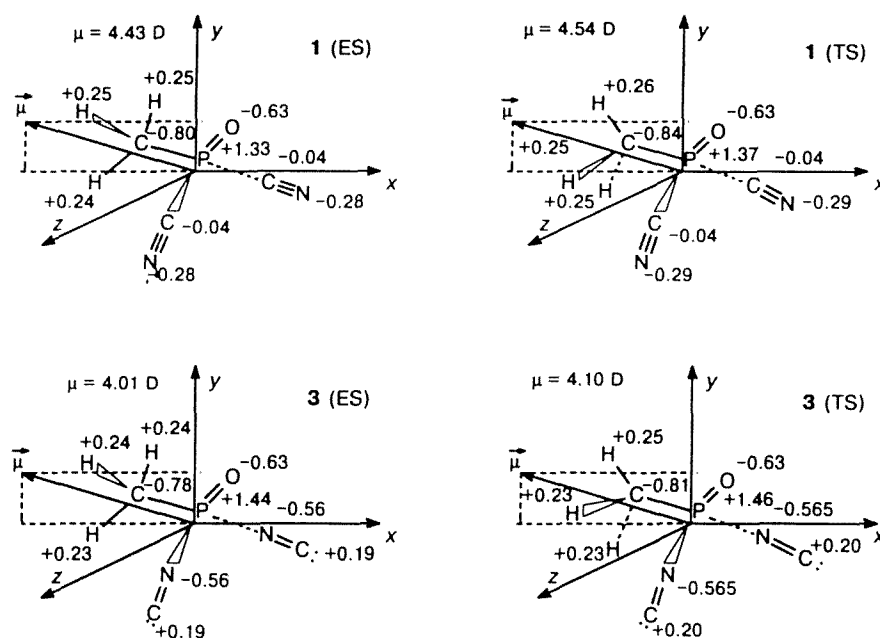 μ = 4.43 D
y
1 (ES)
+0.25
+0.25
H
H
μ
C
−0.80
O
−0.63
P
+1.33
−0.04
x
H
+0.24
C≡N
−0.28
z
C
−0.04
N
−0.28
μ = 4.54 D
y
1 (TS)
+0.26
H
μ
C
−0.84
O
−0.63
P
+1.37
−0.04
x
+0.25
H
H
+0.25
C≡N
−0.29
z
C
−0.04
N
−0.29
μ = 4.01 D
y
3 (ES)
+0.24
+0.24
H
H
μ
C
−0.78
O
−0.63
P
+1.44
−0.56
x
H
+0.23
N=C:
+0.19
z
N
−0.56
C
+0.19
μ = 4.10 D
y
3 (TS)
+0.25
H
μ
C
−0.81
O
−0.63
P
+1.46
−0.565
x
+0.23
H
+0.23
H
N=C:
+0.20
z
N
−0.565
C
+0.20